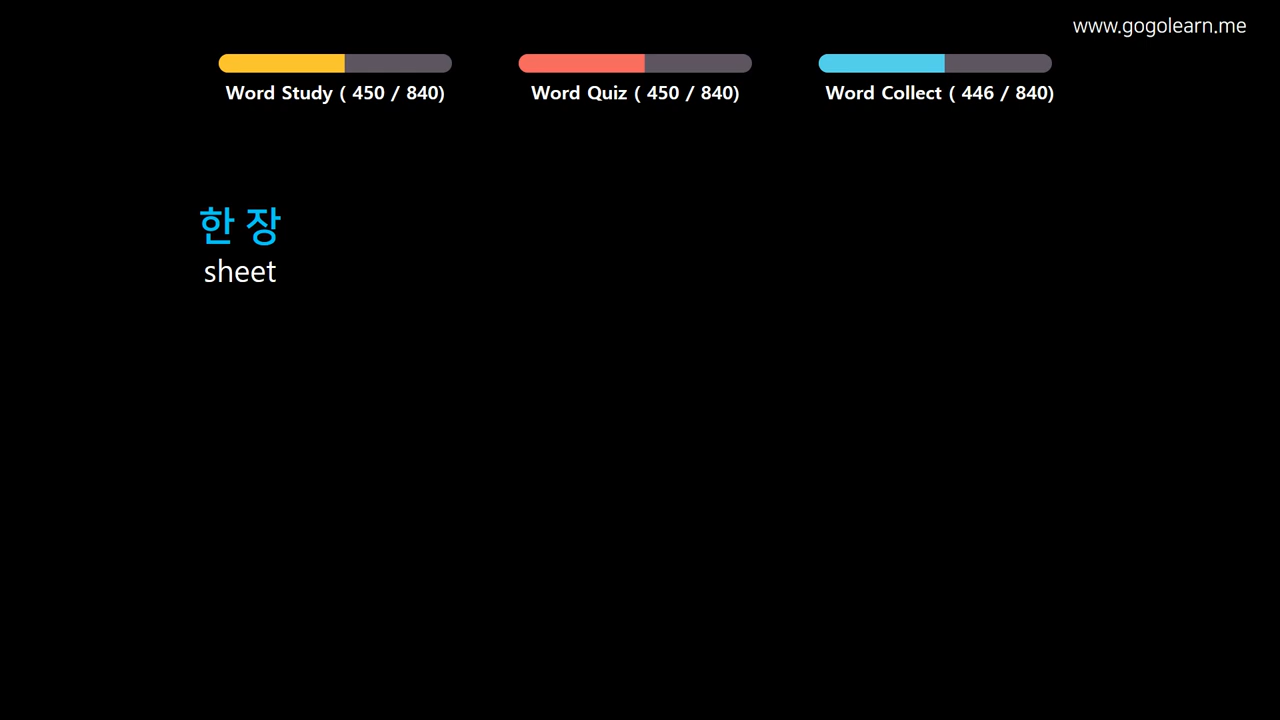 www.gogolearn.me
Word Study ( 450 / 840)
Word Quiz ( 450 / 840)
Word Collect ( 446 / 840)
한 장
sheet